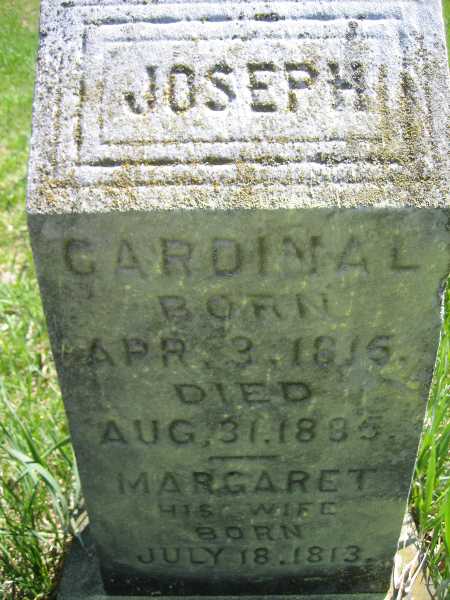 JOSEPH
CARDINAL
BORN
APR. 3. 1815.
DIED
AUG. 31. 1885.
MARGARET
HIS WIFE
BORN
JULY 18. 1813.